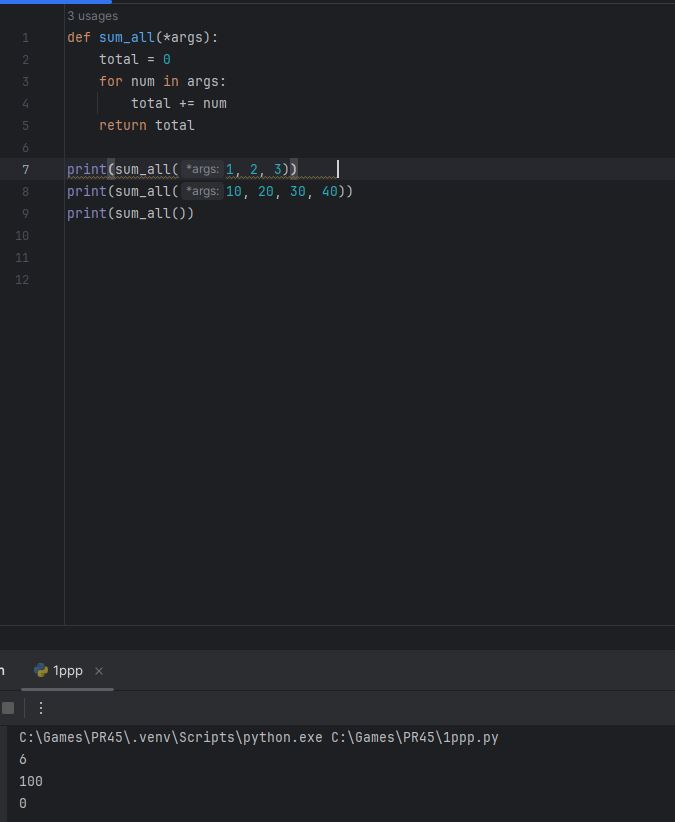 3 usages
1 def sum_all(*args):
2     total = 0
3     for num in args:
4         total += num
5     return total
6
7 print(sum_all( *args: 1, 2, 3))
8 print(sum_all( *args: 10, 20, 30, 40))
9 print(sum_all())
10
11
12
n 1ppp ×
C:\Games\PR45\.venv\Scripts\python.exe C:\Games\PR45\1ppp.py
6
100
0